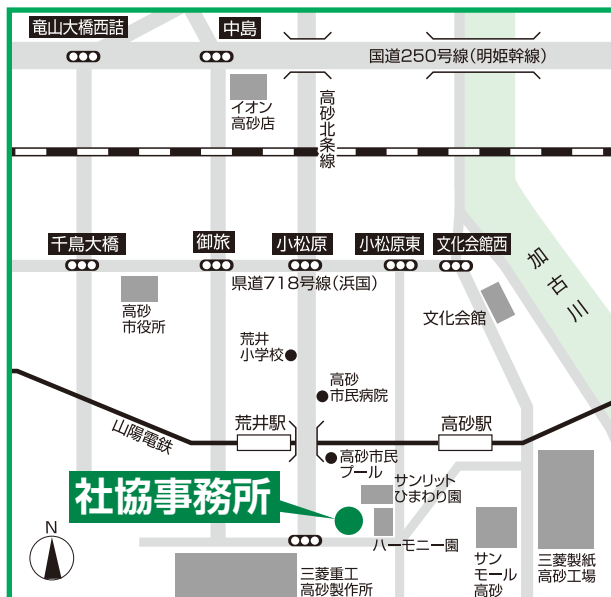 竜山大橋西詰
中島
国道250号線(明姫幹線)
イオン
高砂店
高砂北条線
千鳥大橋
御旅
小松原
小松原東
文化会館西
加古川
県道718号線(浜国)
高砂
市役所
文化会館
荒井
小学校
高砂
市民病院
山陽電鉄
荒井駅
高砂駅
高砂市民
プール
社協事務所
サンリット
ひまわり園
ハーモニー園
N
三菱重工
高砂製作所
サン
モール
高砂
三菱製紙
高砂工場